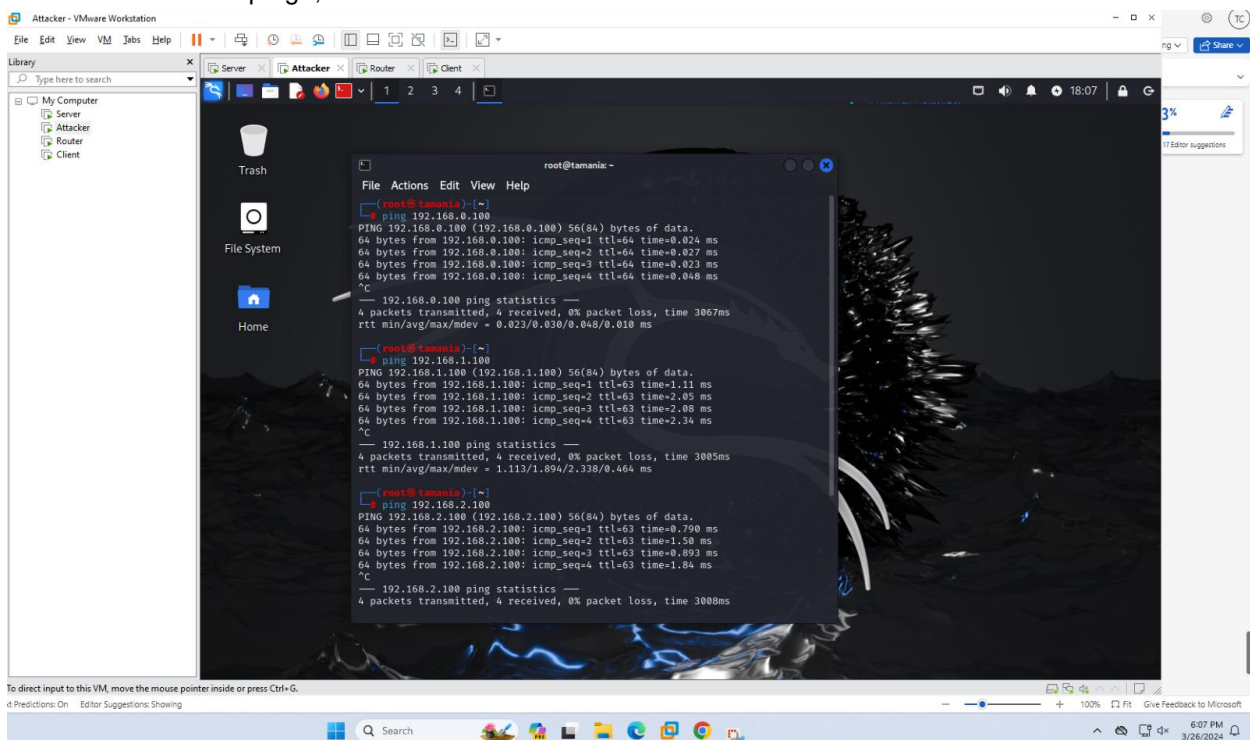 Attacker - VMware Workstation
TC
File Edit View VM Tabs Help
Share
Library
Server
Attacker
Router
Client
Type here to search
My Computer
Server
Attacker
Router
Client
1 2 3 4
18:07
3%
17 Editor suggestions
Trash
File System
Home
root@tamania: ~
File Actions Edit View Help
(root㉿tamania)-[~]
# ping 192.168.0.100
PING 192.168.0.100 (192.168.0.100) 56(84) bytes of data.
64 bytes from 192.168.0.100: icmp_seq=1 ttl=64 time=0.024 ms
64 bytes from 192.168.0.100: icmp_seq=2 ttl=64 time=0.027 ms
64 bytes from 192.168.0.100: icmp_seq=3 ttl=64 time=0.023 ms
64 bytes from 192.168.0.100: icmp_seq=4 ttl=64 time=0.048 ms
^C
— 192.168.0.100 ping statistics —
4 packets transmitted, 4 received, 0% packet loss, time 3067ms
rtt min/avg/max/mdev = 0.023/0.030/0.048/0.010 ms
(root㉿tamania)-[~]
# ping 192.168.1.100
PING 192.168.1.100 (192.168.1.100) 56(84) bytes of data.
64 bytes from 192.168.1.100: icmp_seq=1 ttl=63 time=1.11 ms
64 bytes from 192.168.1.100: icmp_seq=2 ttl=63 time=2.05 ms
64 bytes from 192.168.1.100: icmp_seq=3 ttl=63 time=2.08 ms
64 bytes from 192.168.1.100: icmp_seq=4 ttl=63 time=2.34 ms
^C
— 192.168.1.100 ping statistics —
4 packets transmitted, 4 received, 0% packet loss, time 3005ms
rtt min/avg/max/mdev = 1.113/1.894/2.338/0.464 ms
(root㉿tamania)-[~]
# ping 192.168.2.100
PING 192.168.2.100 (192.168.2.100) 56(84) bytes of data.
64 bytes from 192.168.2.100: icmp_seq=1 ttl=63 time=0.790 ms
64 bytes from 192.168.2.100: icmp_seq=2 ttl=63 time=1.50 ms
64 bytes from 192.168.2.100: icmp_seq=3 ttl=63 time=0.893 ms
64 bytes from 192.168.2.100: icmp_seq=4 ttl=63 time=1.84 ms
^C
— 192.168.2.100 ping statistics —
4 packets transmitted, 4 received, 0% packet loss, time 3008ms
To direct input to this VM, move the mouse pointer inside or press Ctrl+G.
Predictions: On Editor Suggestions: Showing
100% Fit Give Feedback to Microsoft
Search
6:07 PM
3/26/2024